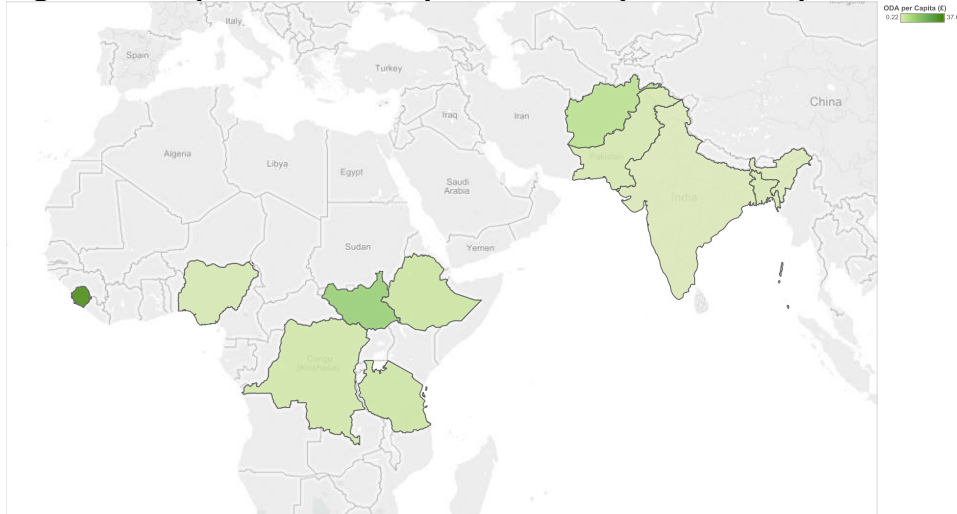 ODA per Capita (£)
0.22
Italy
Spain
Turkey
China
Iraq
Iran
Algeria
Libya
Egypt
Pakistan
Saudi
Arabia
India
Sudan
Yemen
Congo
(Kinshasa)